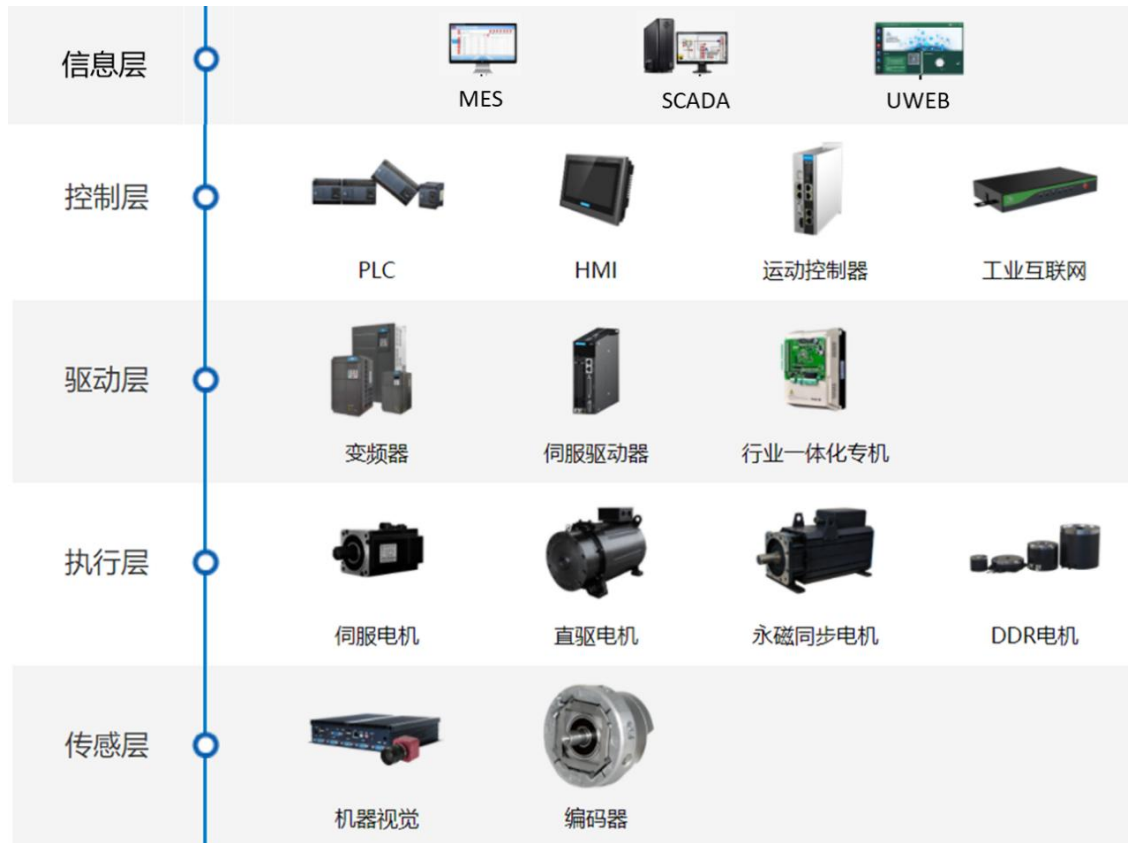 信息层
MES
SCADA
UWEB
控制层
PLC
HMI
运动控制器
工业互联网
驱动层
变频器
伺服驱动器
行业一体化专机
执行层
伺服电机
直驱电机
永磁同步电机
DDR电机
传感层
机器视觉
编码器